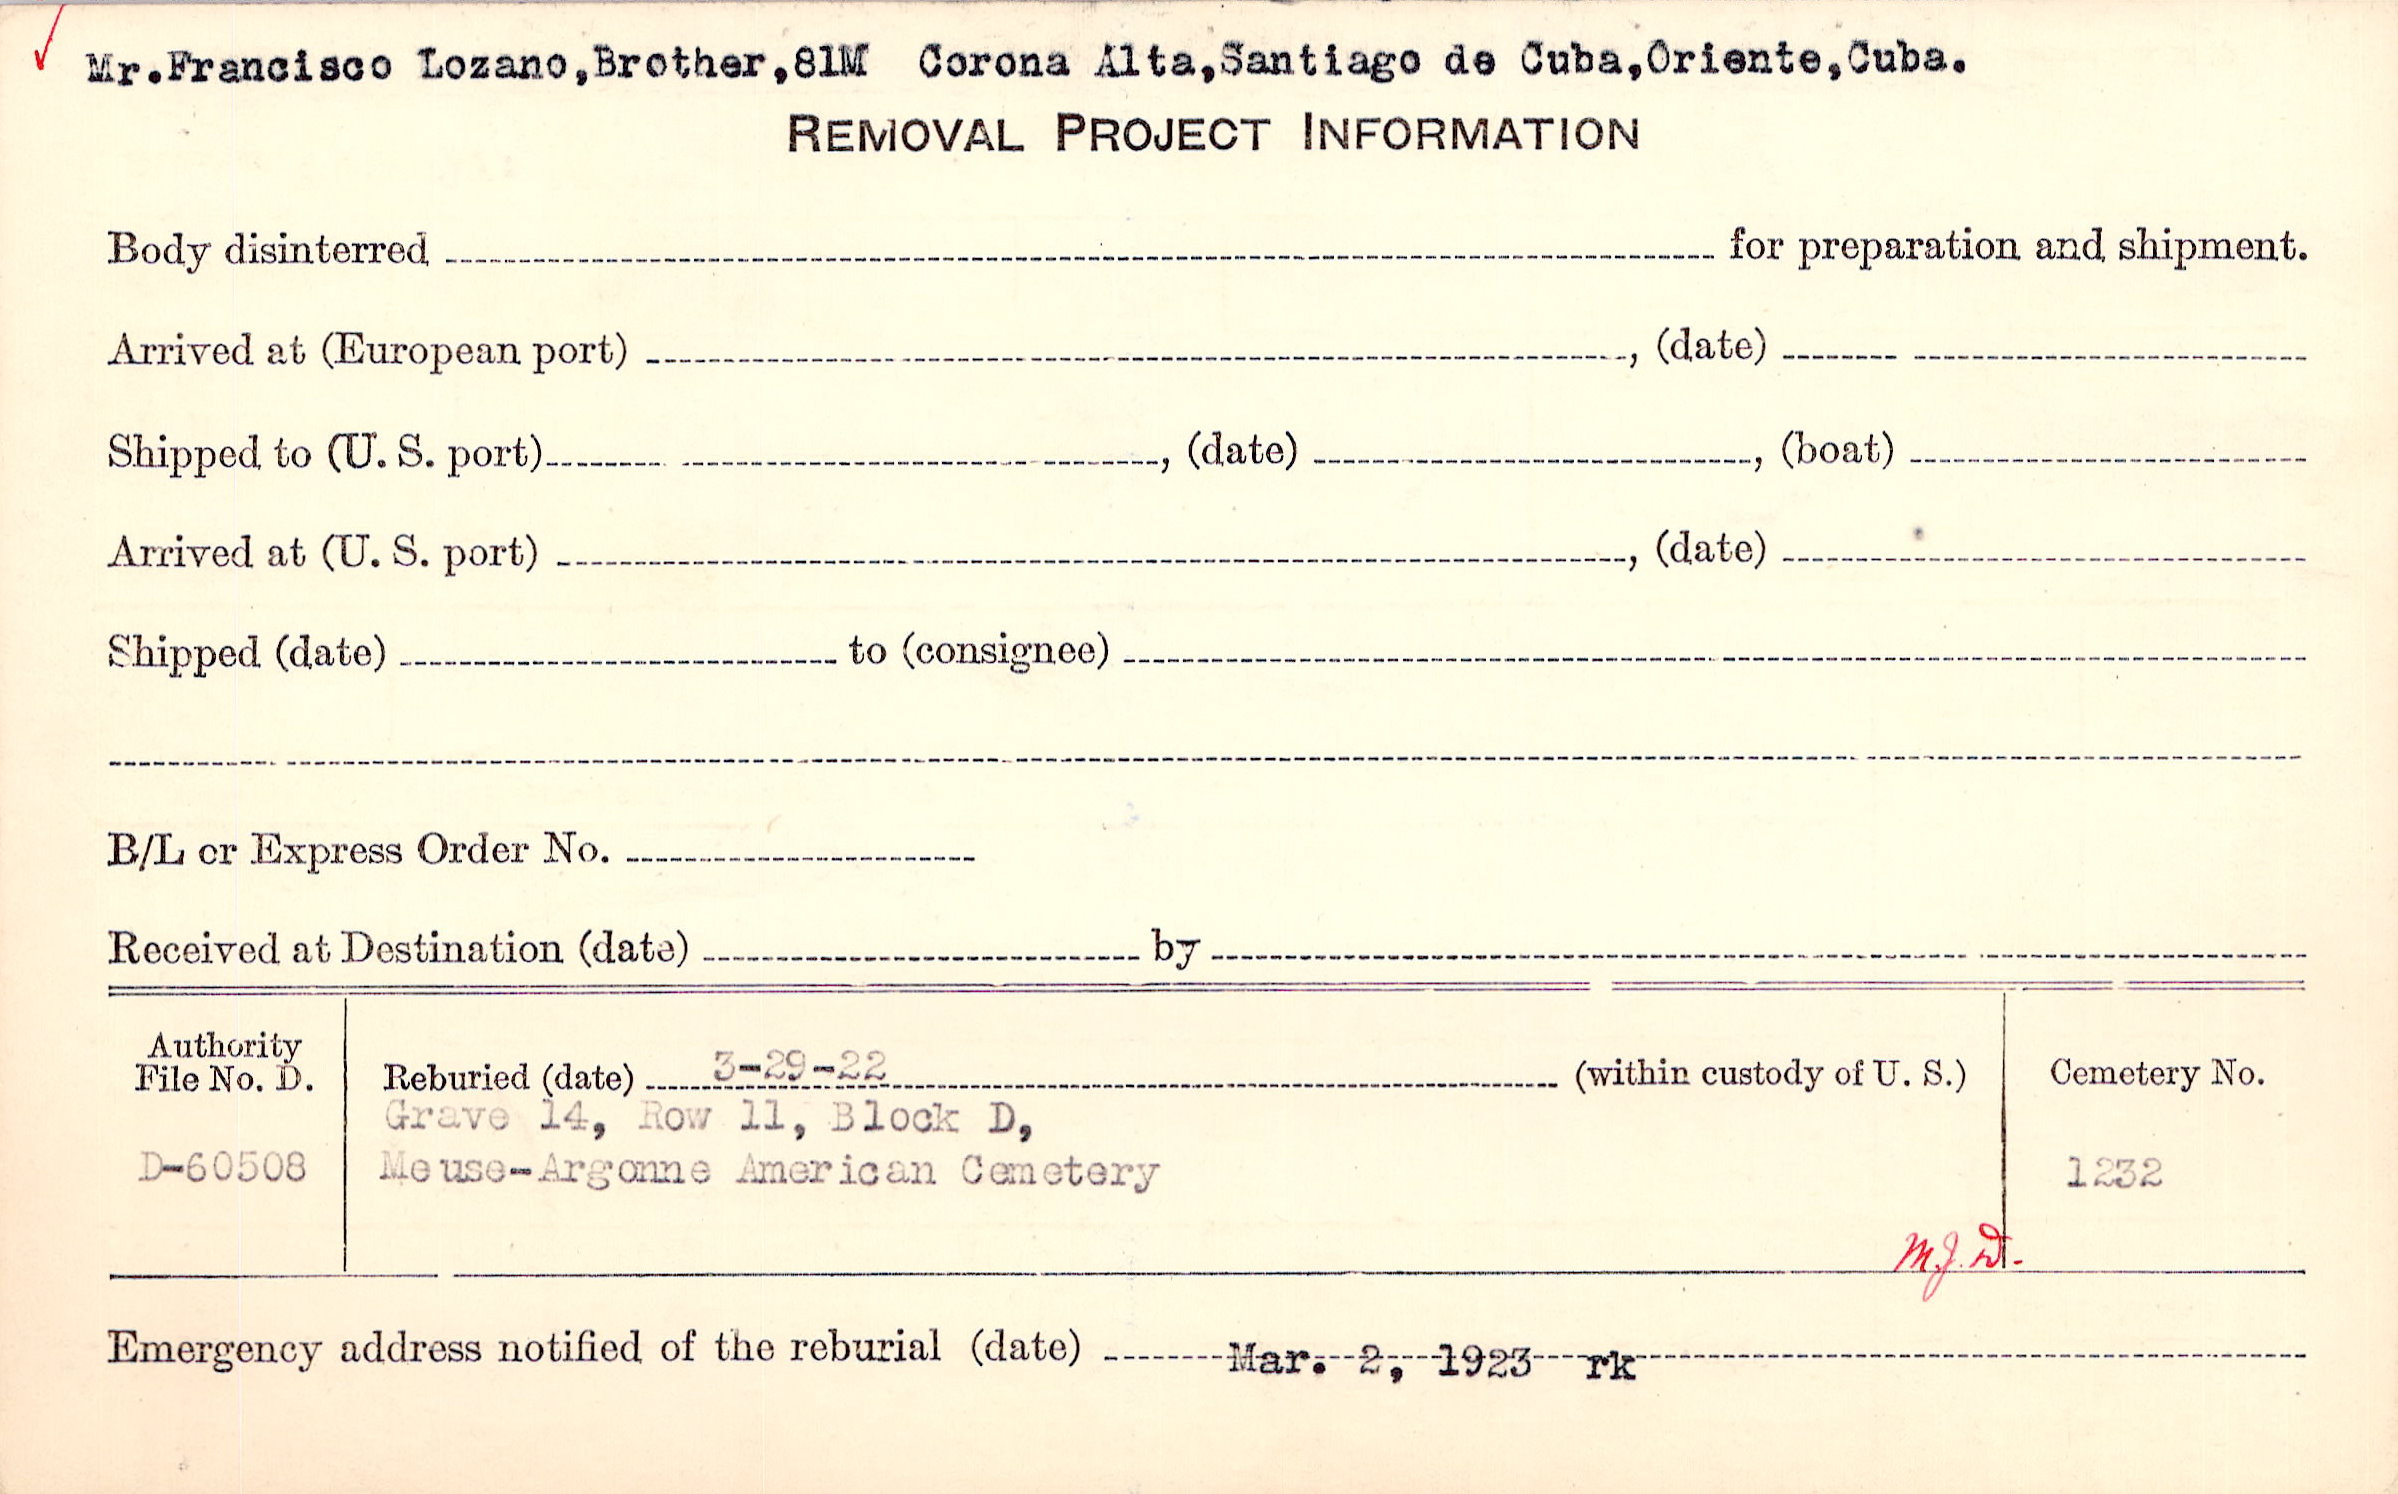 Mr.Francisco Lozano,Brother,81M Corona Alta,Santiago de Cuba,Oriente,Cuba.
REMOVAL PROJECT INFORMATION
Body disinterred for preparation and shipment.
Arrived at (European port) , (date)
Shipped to (U. S. port) , (date) , (boat)
Arrived at (U. S. port) , (date)
Shipped (date) to (consignee)
B/L or Express Order No.
Received at Destination (date) by
Authority
File No. D.
D-60508
Reburied (date) 3-29-22 (within custody of U. S.)
Grave 14, Row 11, Block D,
Meuse-Argonne American Cemetery
Cemetery No.
1232
M.J.D.
Emergency address notified of the reburial (date) Mar. 2, 1923 rk